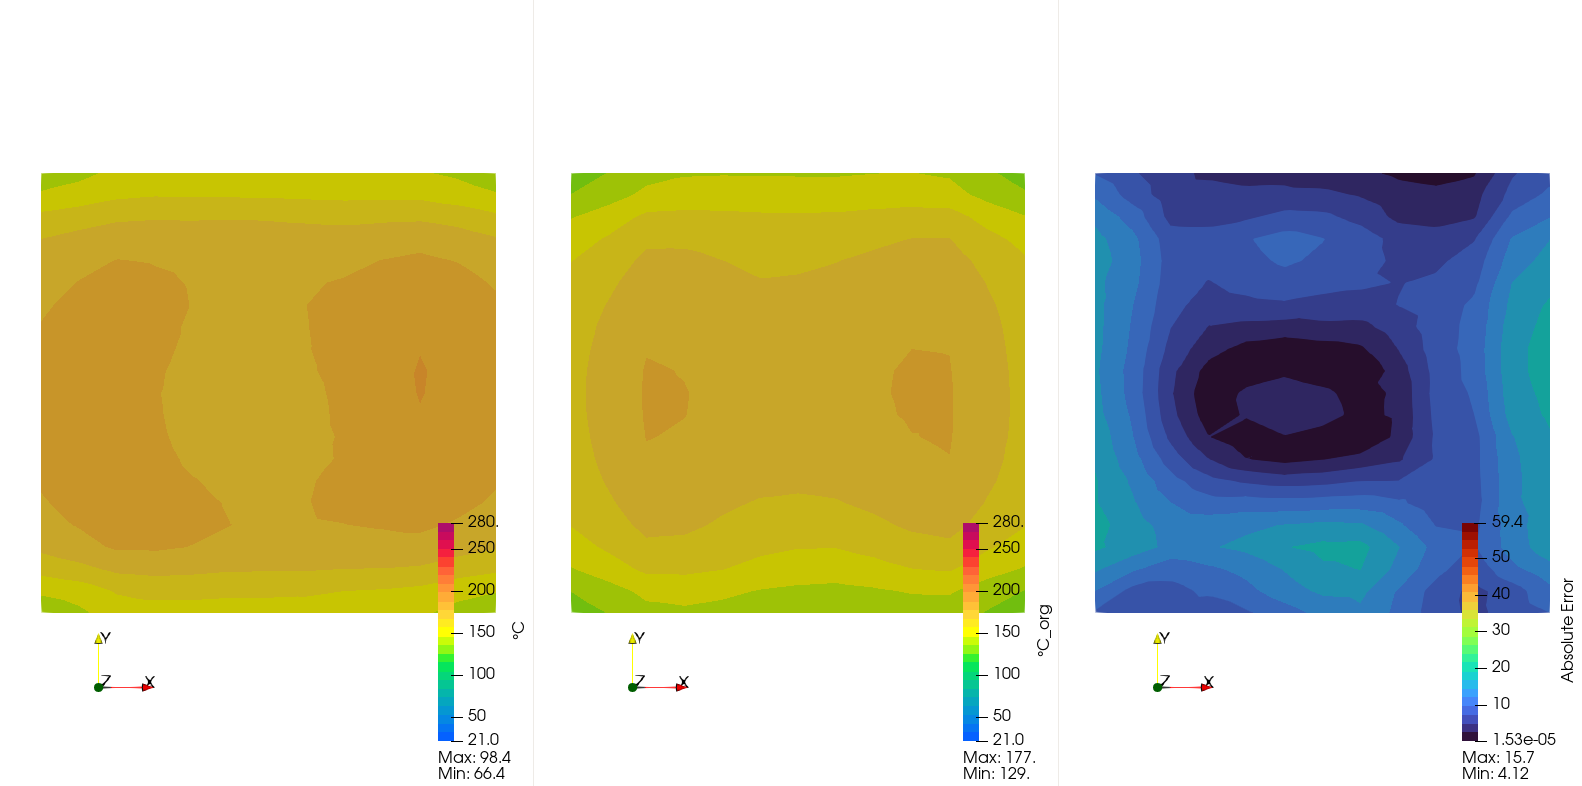 280.
250
200
150
100
50
21.0
°C
Max: 98.4
Min: 66.4
Y
Z
X
280.
250
200
150
100
50
21.0
°C_org
Max: 177.
Min: 129.
Y
Z
X
59.4
50
40
30
20
10
1.53e-05
Absolute Error
Max: 15.7
Min: 4.12
Y
Z
X